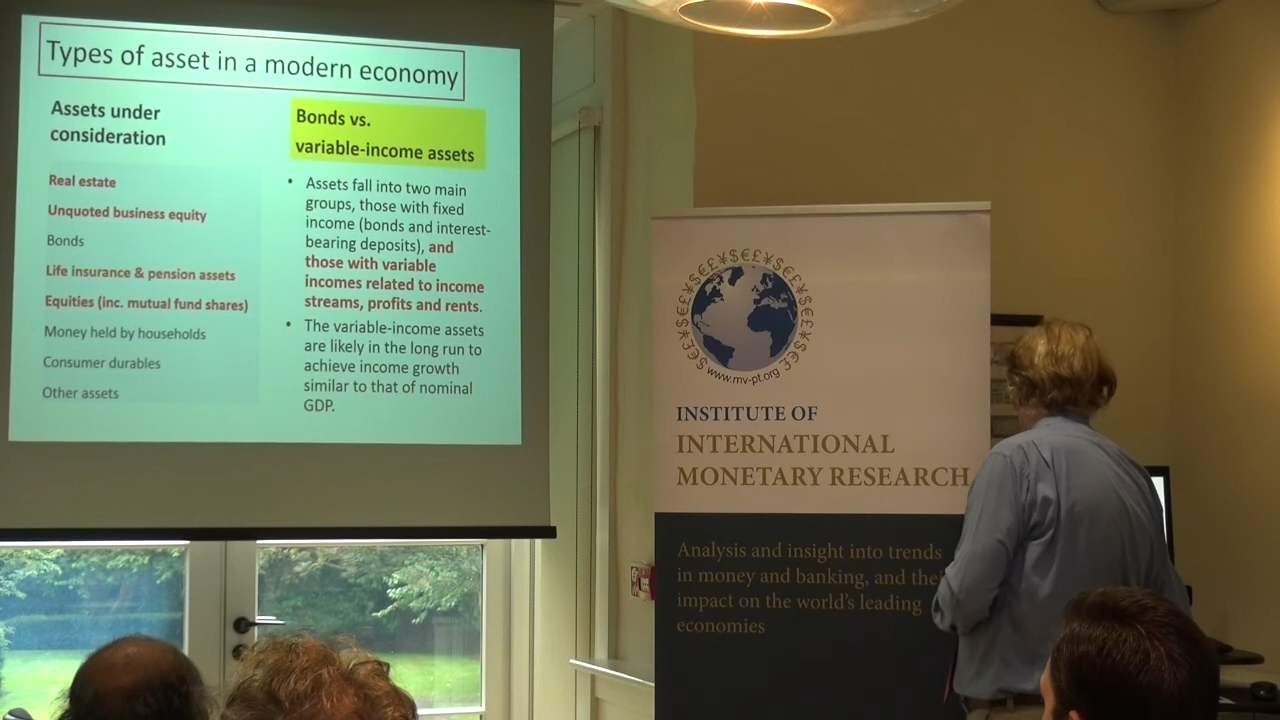 Types of asset in a modern economy
Assets under
consideration
Real estate
Unquoted business equity
Bonds
Life insurance & pension assets
Equities (inc. mutual fund shares)
Money held by households
Consumer durables
Other assets
Bonds vs.
variable-income assets
• Assets fall into two main
groups, those with fixed
income (bonds and interest-
bearing deposits), and
those with variable
incomes related to income
streams, profits and rents.
• The variable-income assets
are likely in the long run to
achieve income growth
similar to that of nominal
GDP.
www.mv-pt.org
INSTITUTE OF
INTERNATIONAL
MONETARY RESEARCH
Analysis and insight into trends
in money and banking, and thei
impact on the world's leading
economies